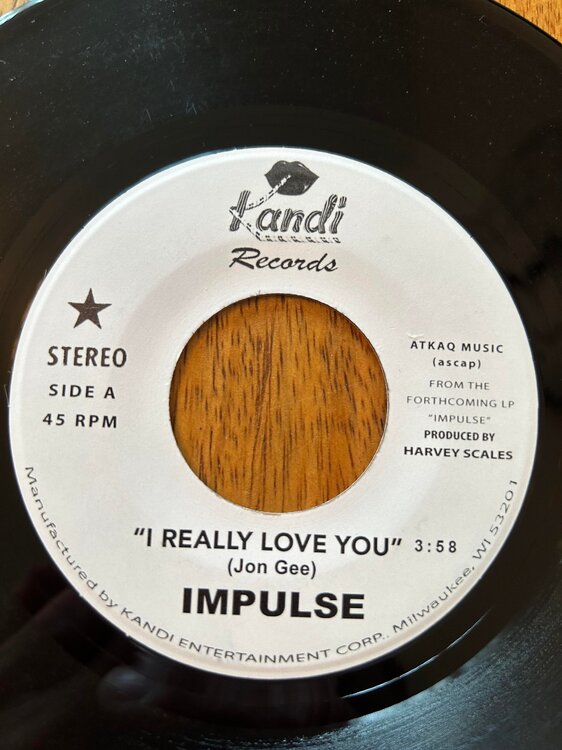 Kandi
Records
STEREO
SIDE A
45 RPM
ATKAQ MUSIC
(ascap)
FROM THE
FORTHCOMING LP
"IMPULSE"
PRODUCED BY
HARVEY SCALES
"I REALLY LOVE YOU" 3:58
(Jon Gee)
IMPULSE
Manufactured by KANDI ENTERTAINMENT CORP., Milwaukee, WI 53201